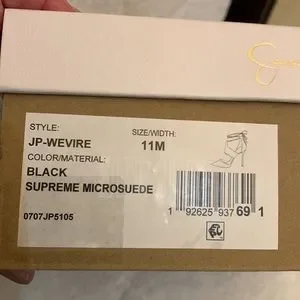 STYLE:
SIZE/WIDTH:
JP-WEVIRE
11M
COLOR/MATERIAL:
BLACK
SUPREME MICROSUEDE
0707JP5105
1 92625 93769 1